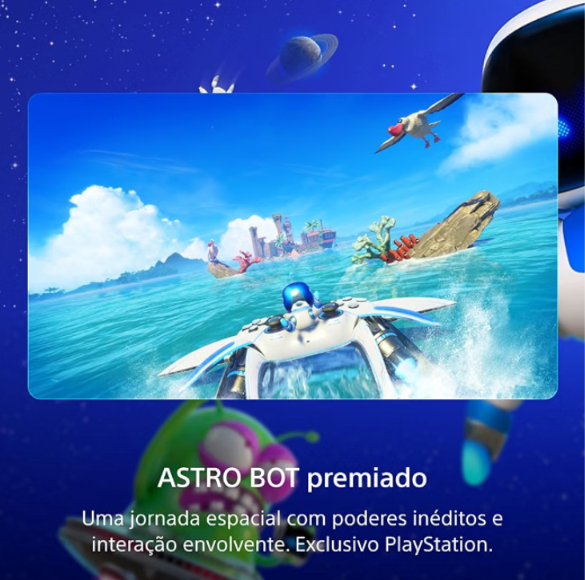 ASTRO BOT premiado
Uma jornada espacial com poderes inéditos e
interação envolvente. Exclusivo PlayStation.